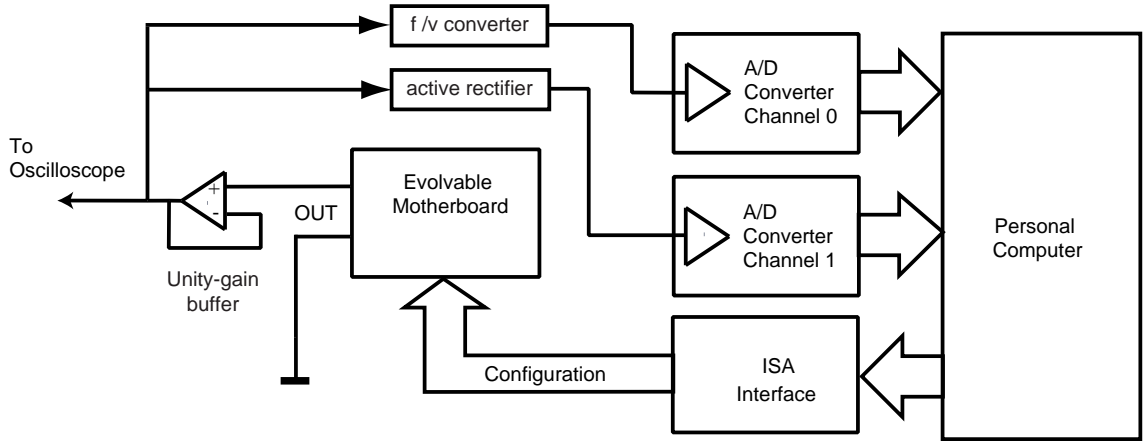 f /v converter
active rectifier
A/D
Converter
Channel 0
To
Oscilloscope
+
-
OUT
Evolvable
Motherboard
A/D
Converter
Channel 1
Personal
Computer
Unity-gain
buffer
Configuration
ISA
Interface